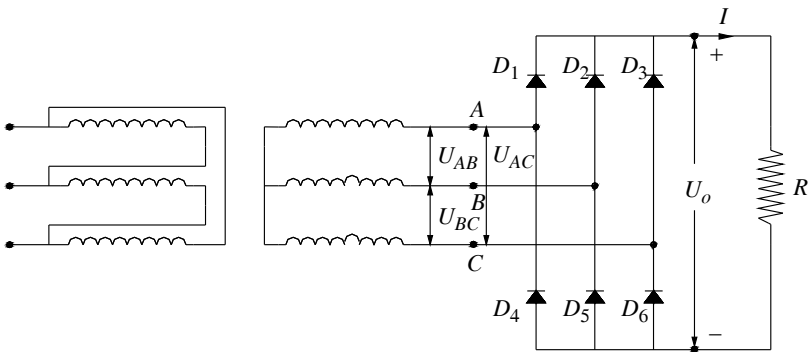 I
+
D1 D2 D3
A
UAB UAC
B
UBC
C
Uo
R
D4 D5 D6
−